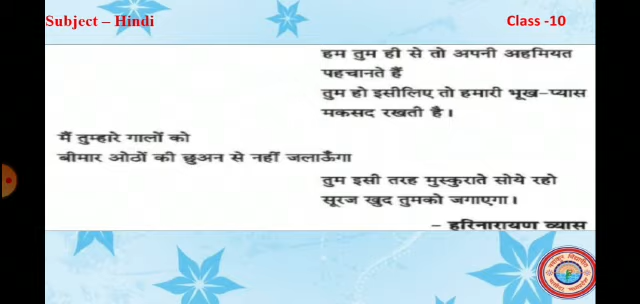 Subject – Hindi
Class -10
हम तुम ही से तो अपनी अहमियत
पहचानते हैं
तुम हो इसीलिए तो हमारी भूख-प्यास
मकसद रखती है।
मैं तुम्हारे गालों को
बीमार ओठों की छुअन से नहीं जलाऊँगा
तुम इसी तरह मुस्कुराते सोये रहो
सूरज खुद तुमको जगाएगा।
– हरिनारायण व्यास